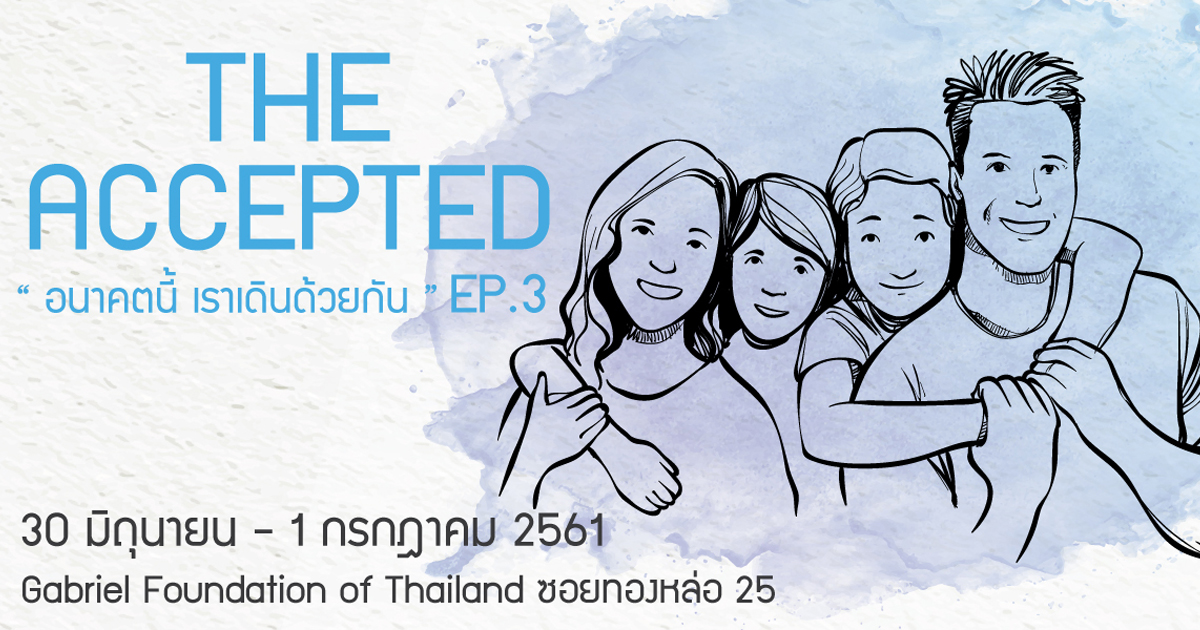 THE
ACCEPTED
“ อนาคตนี้ เราเดินด้วยกัน ” EP.3
30 มิถุนายน - 1 กรกฎาคม 2561
Gabriel Foundation of Thailand ซอยทองหล่อ 25